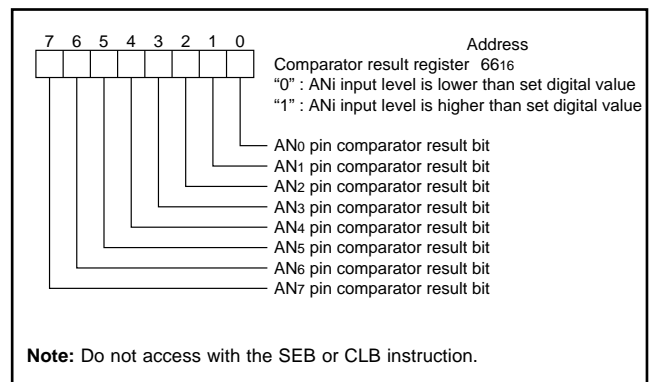 7 6 5 4 3 2 1 0
Address
Comparator result register 6616
“0” : ANi input level is lower than set digital value
“1” : ANi input level is higher than set digital value
AN0 pin comparator result bit
AN1 pin comparator result bit
AN2 pin comparator result bit
AN3 pin comparator result bit
AN4 pin comparator result bit
AN5 pin comparator result bit
AN6 pin comparator result bit
AN7 pin comparator result bit
Note: Do not access with the SEB or CLB instruction.